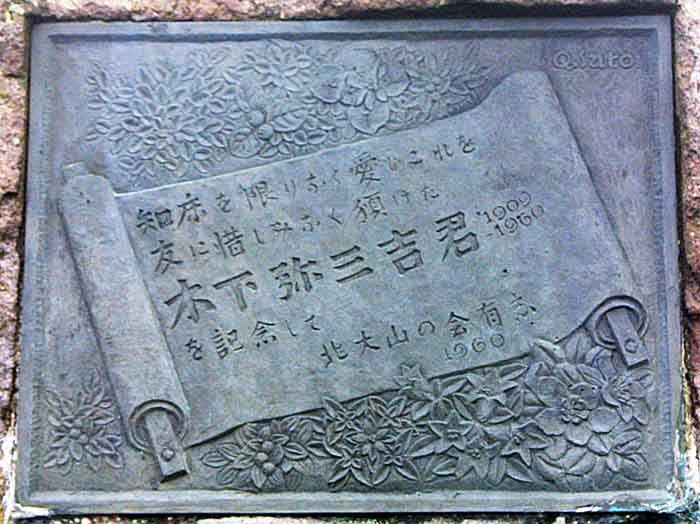 Q.Suto
知床を限りなく愛しこれを
友に惜しみなく頒けた
木下弥三吉君 1909
-1960
を記念して
北大山の会有志
1960